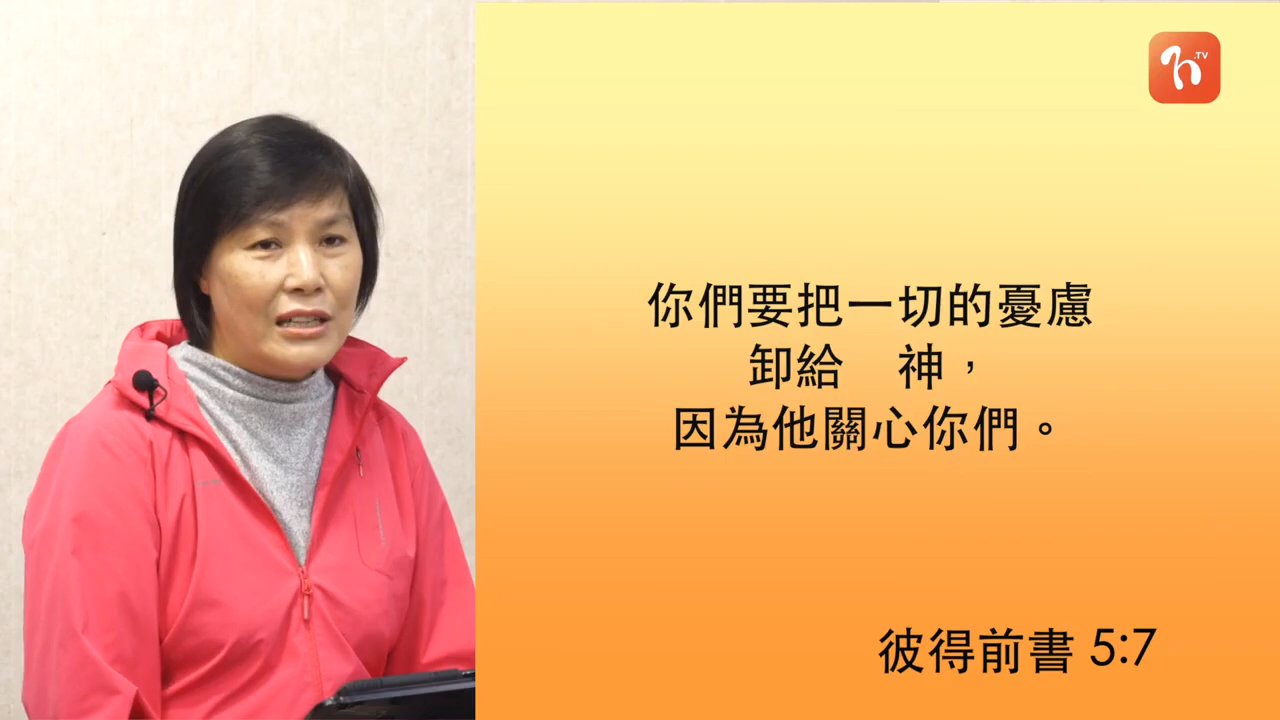 .TV
你們要把一切的憂慮
卸給　神，
因為他關心你們。
彼得前書 5:7